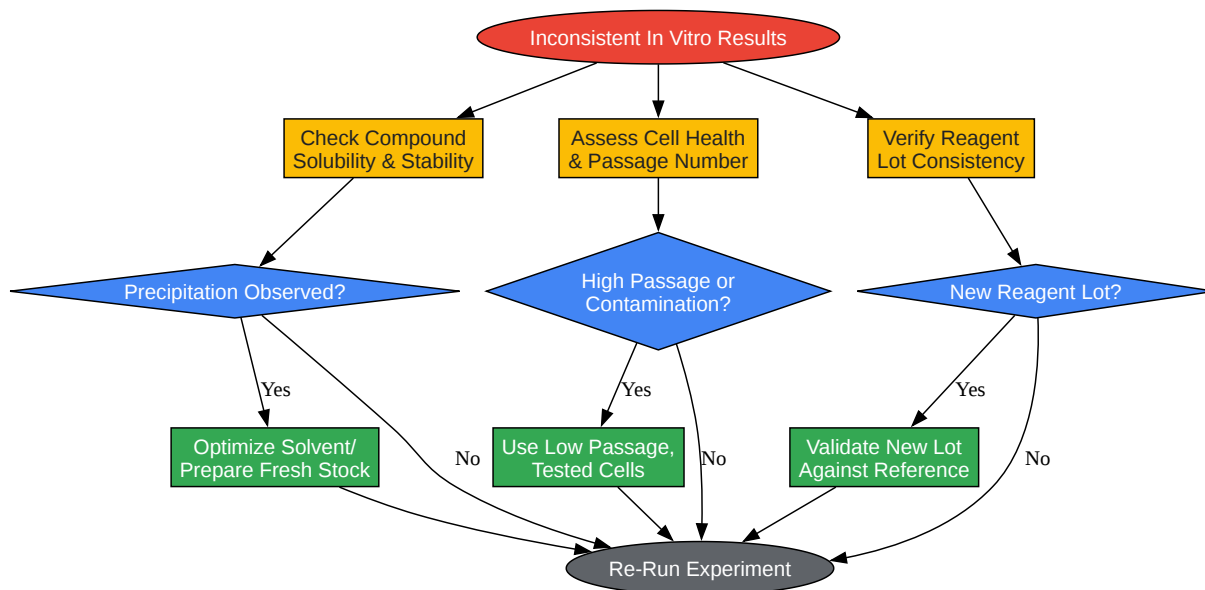 Inconsistent In Vitro Results
Check Compound
Solubility & Stability
Assess Cell Health
& Passage Number
Verify Reagent
Lot Consistency
Precipitation Observed?
High Passage or
Contamination?
New Reagent Lot?
Yes
Yes
Yes
Optimize Solvent/
Prepare Fresh Stock
No
Use Low Passage,
Tested Cells
No
Validate New Lot
Against Reference
No
Re-Run Experiment